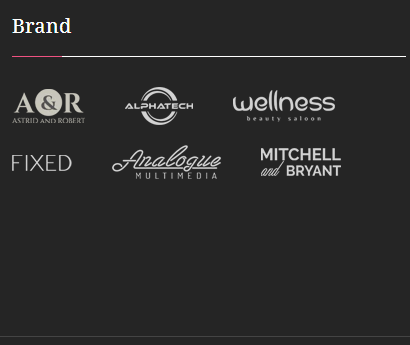 Brand
A&R
ASTRID AND ROBERT
ALPHATECH
wellness
beauty saloon
FIXED
Analogue
MULTIMEDIA
MITCHELL
and BRYANT